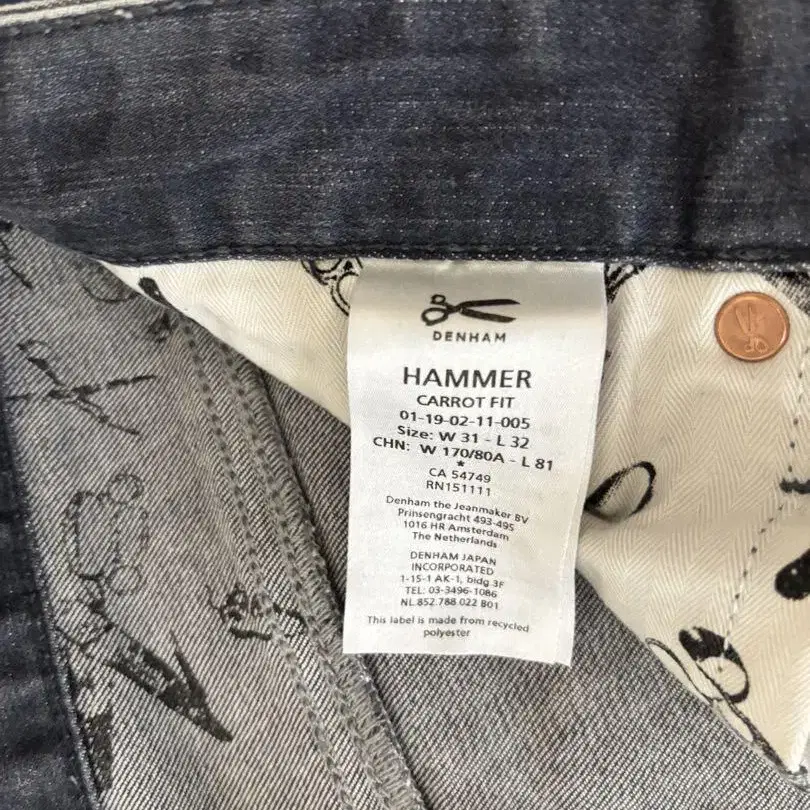 DENHAM
HAMMER
CARROT FIT
01-19-02-11-005
Size: W 31 - L 32
CHN: W 170/80A - L 81
*
CA 54749
RN151111
Denham the Jeanmaker BV
Prinsengracht 493-495
1016 HR Amsterdam
The Netherlands
DENHAM JAPAN
INCORPORATED
1-15-1 AK-1, bidg 3F
TEL: 03-3496-1086
NL.852.788.022 B01
This label is made from recycled
polyester